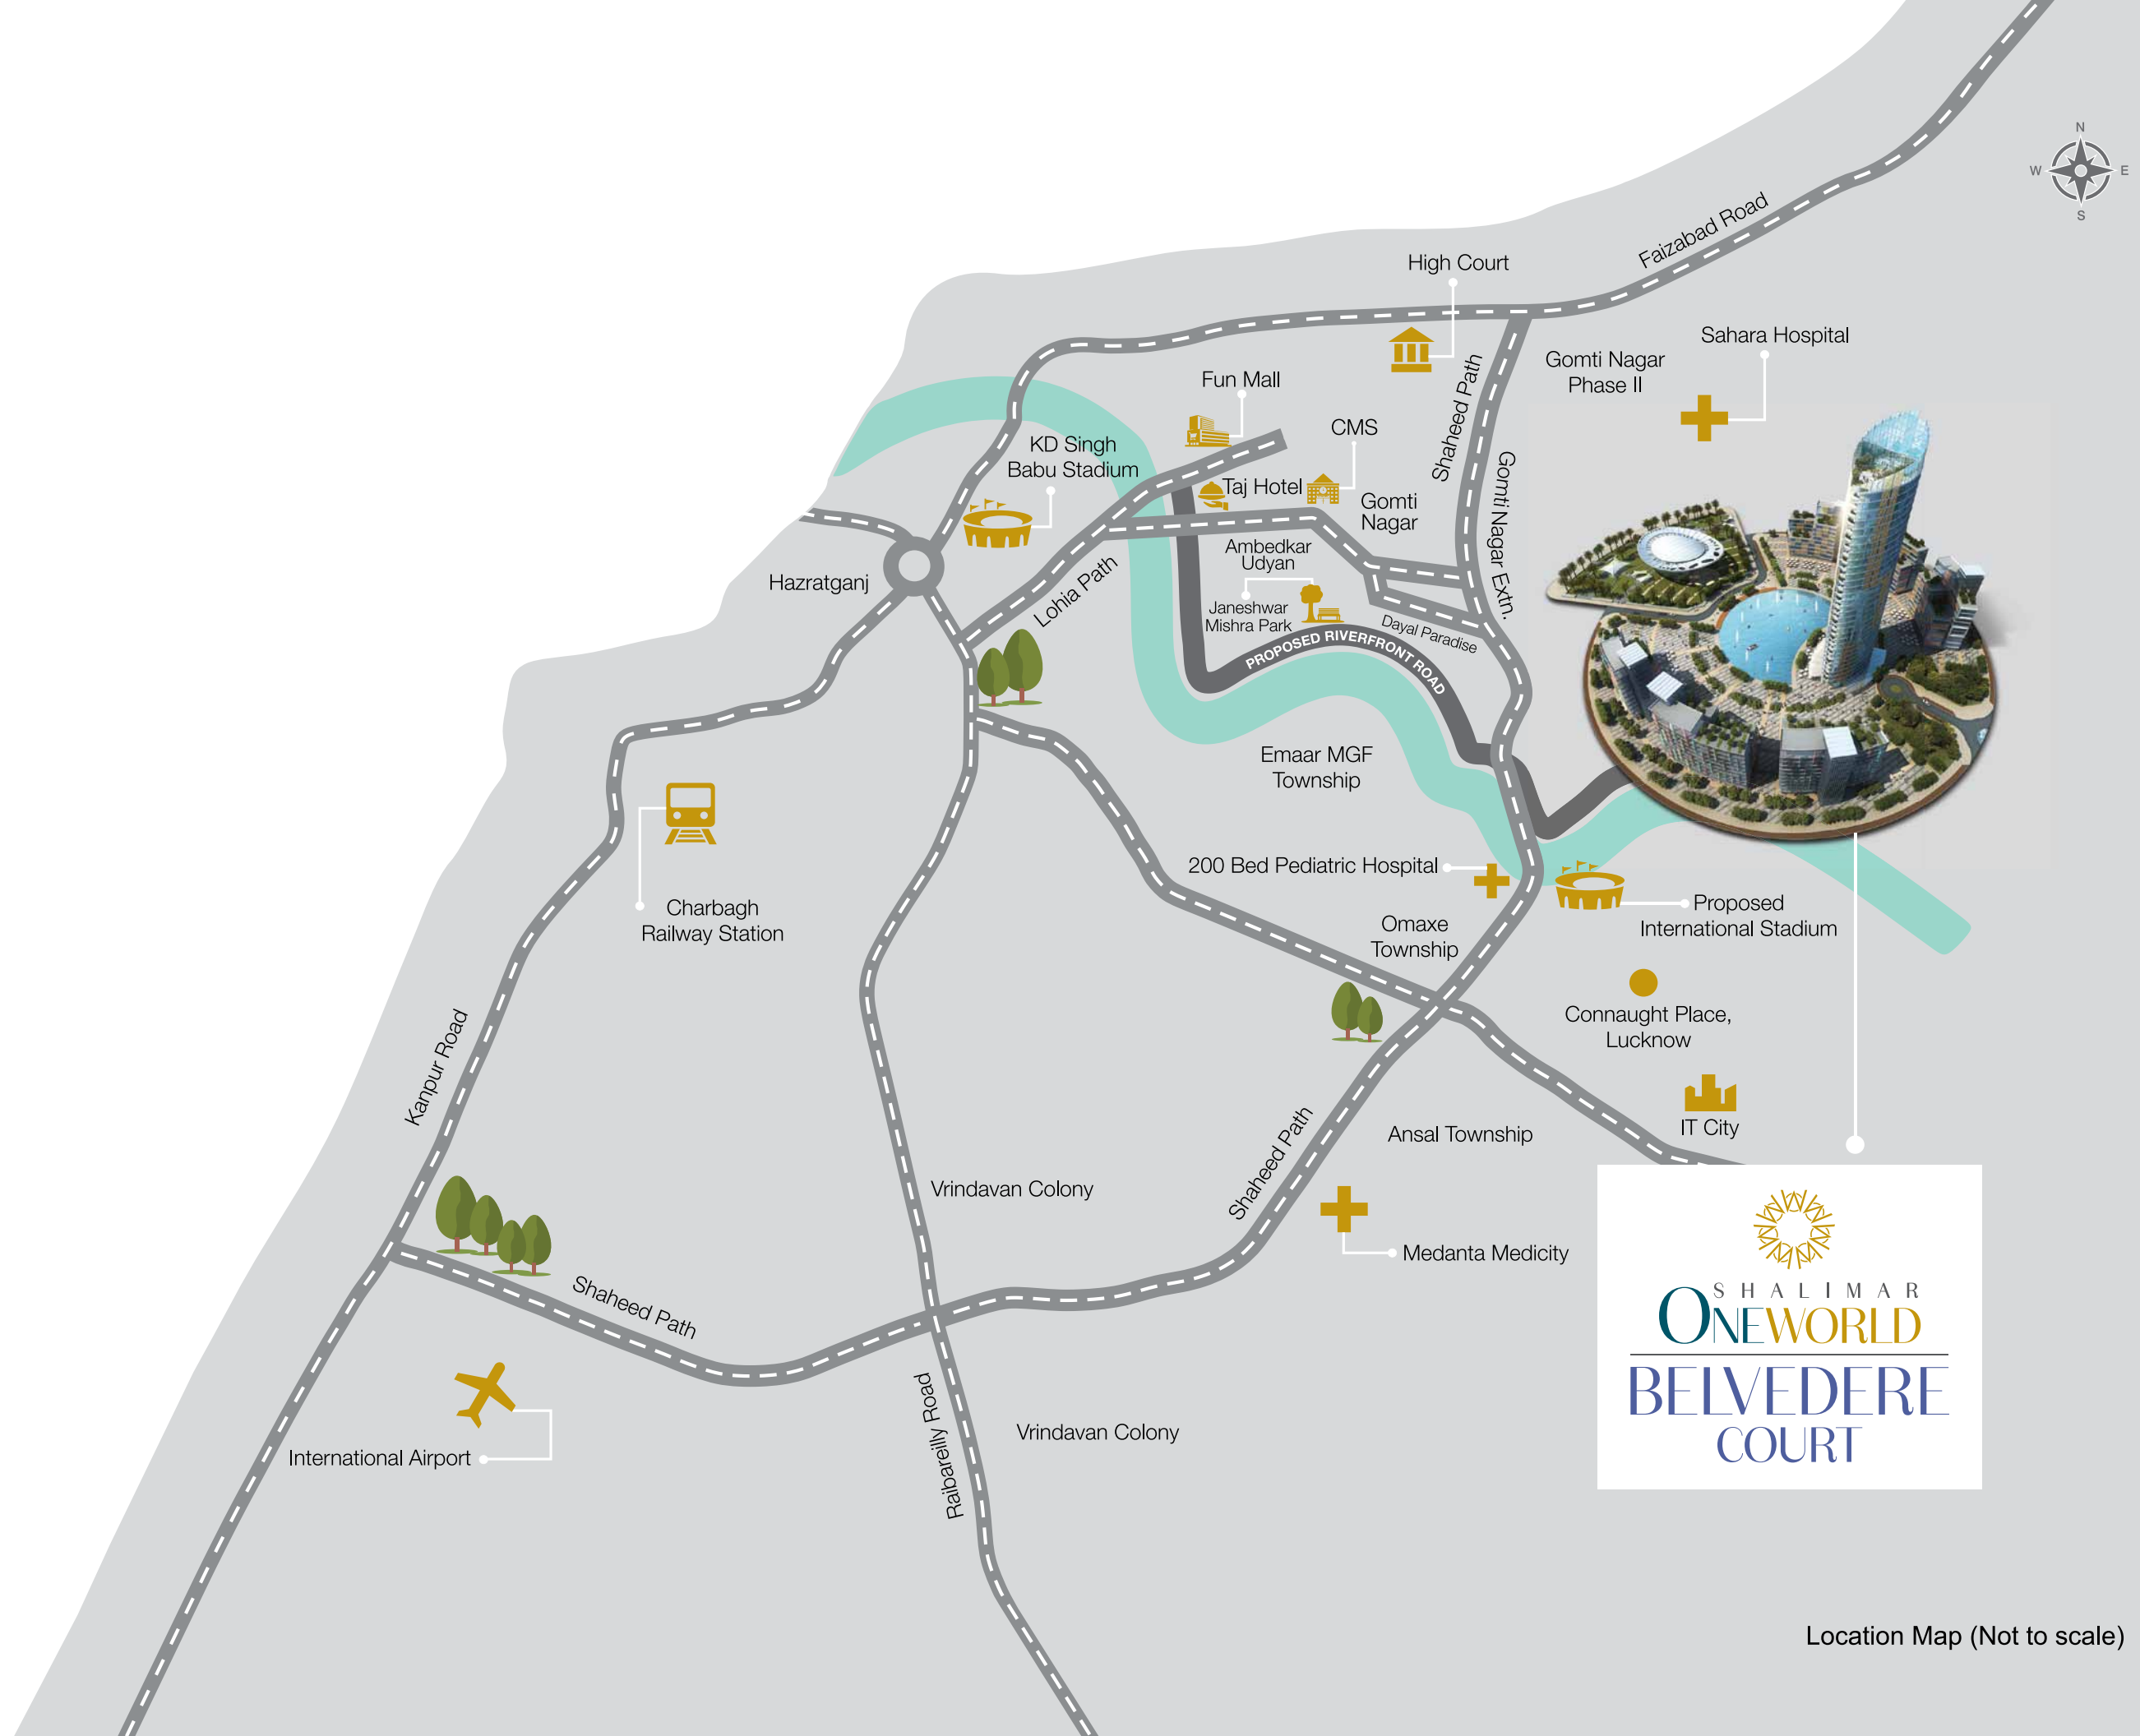 N
W
E
S
Faizabad Road
High Court
Sahara Hospital
Gomti Nagar
Phase II
Shaheed Path
Fun Mall
CMS
KD Singh
Babu Stadium
Taj Hotel
Gomti
Nagar
Gomti Nagar Extn.
Ambedkar
Udyan
Hazratganj
Lohia Path
Janeshwar
Mishra Park
Dayal Paradise
PROPOSED RIVERFRONT ROAD
Emaar MGF
Township
200 Bed Pediatric Hospital
Charbagh
Railway Station
Proposed
International Stadium
Omaxe
Township
Connaught Place,
Lucknow
Kanpur Road
IT City
Ansal Township
Shaheed Path
Vrindavan Colony
Medanta Medicity
Shaheed Path
SHALIMAR
ONEWORLD
BELVEDERE
COURT
Raibareilly Road
Vrindavan Colony
International Airport
Location Map (Not to scale)